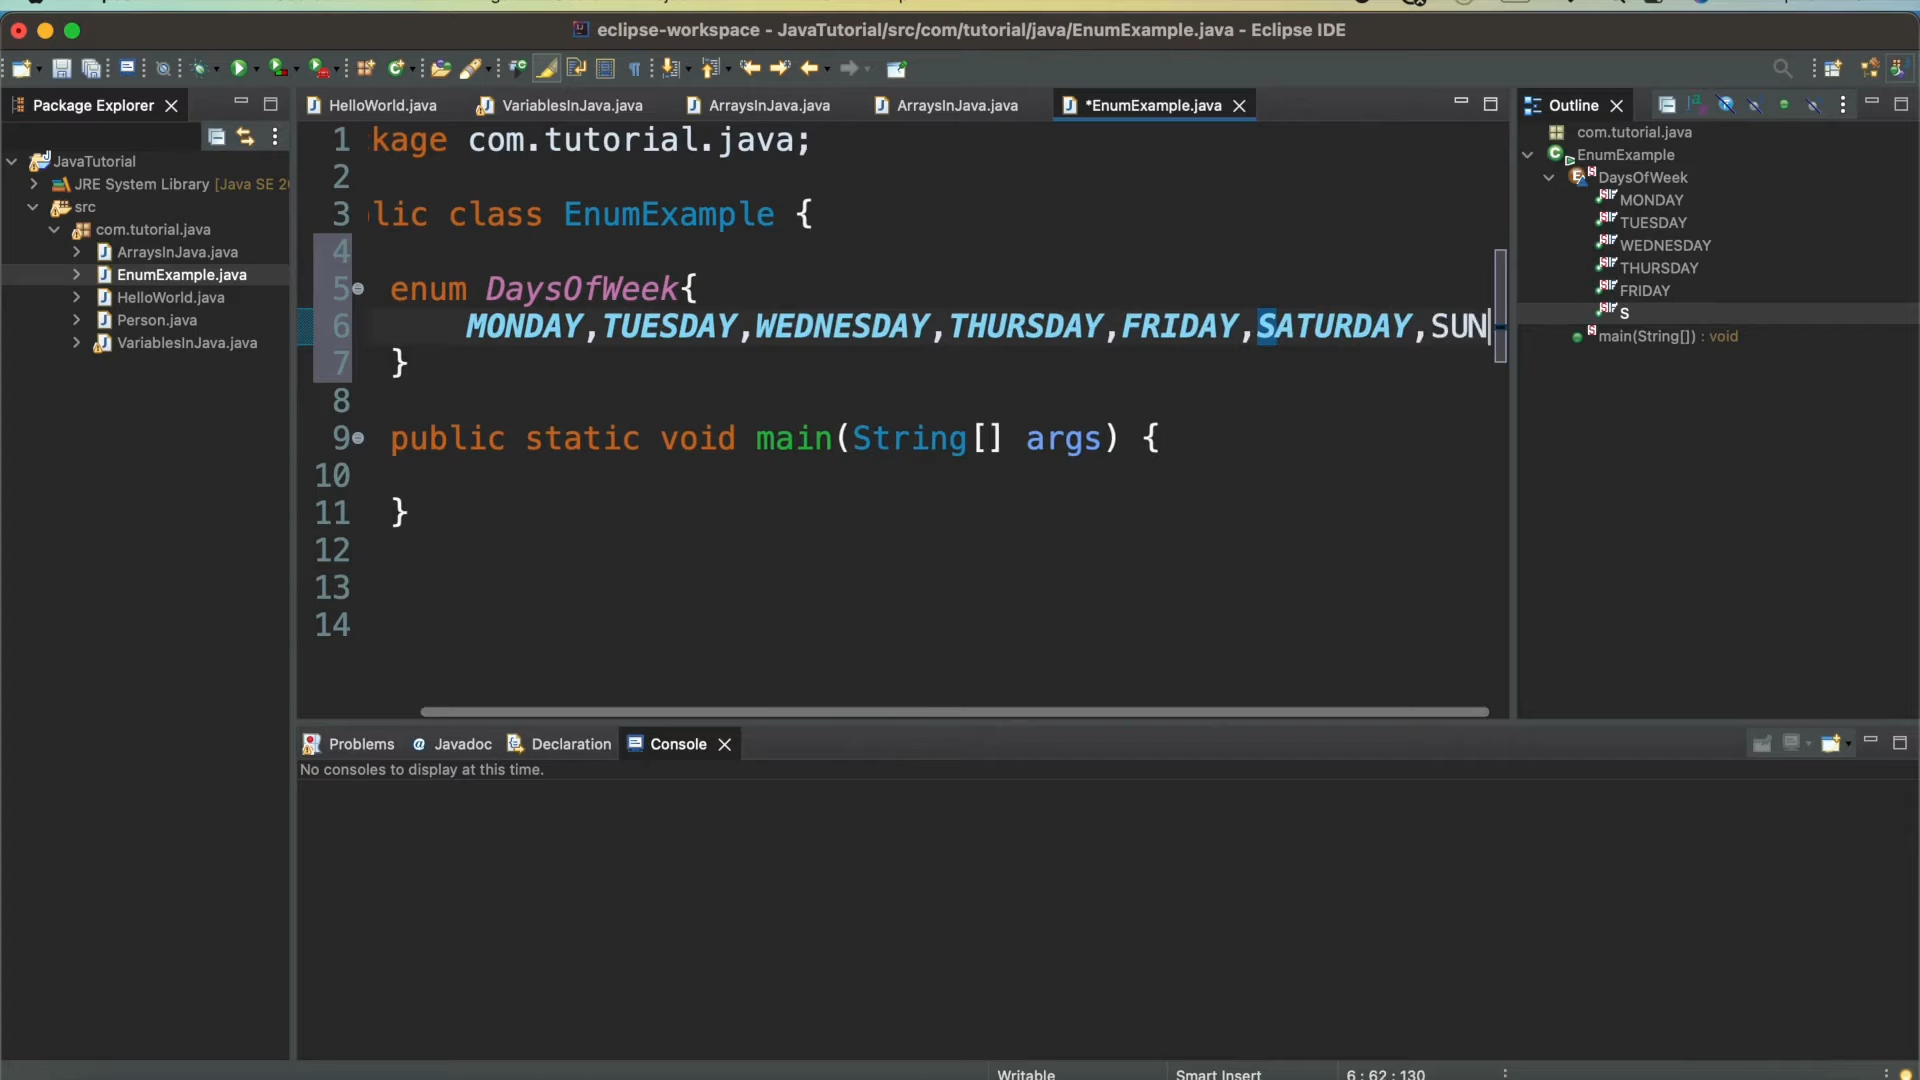 eclipse-workspace - JavaTutorial/src/com/tutorial/java/EnumExample.java - Eclipse IDE
Package Explorer
HelloWorld.java
VariablesInJava.java
ArraysInJava.java
ArraysInJava.java
*EnumExample.java
Outline
JavaTutorial
JRE System Library [Java SE 20
src
com.tutorial.java
ArraysInJava.java
EnumExample.java
HelloWorld.java
Person.java
VariablesInJava.java
1 kage com.tutorial.java;
2
3 lic class EnumExample {
4
5 enum DaysOfWeek{
6 MONDAY,TUESDAY,WEDNESDAY,THURSDAY,FRIDAY,SATURDAY,SUN
7 }
8
9 public static void main(String[] args) {
10
11 }
12
13
14
com.tutorial.java
EnumExample
DaysOfWeek
MONDAY
TUESDAY
WEDNESDAY
THURSDAY
FRIDAY
S
main(String[]) : void
Problems
Javadoc
Declaration
Console
No consoles to display at this time.
Writable
Smart Insert
6 : 62 : 130